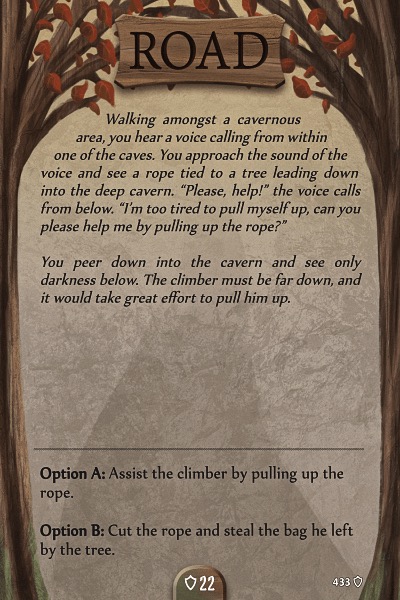 ROAD
Walking amongst a cavernous
area, you hear a voice calling from within
one of the caves. You approach the sound of the
voice and see a rope tied to a tree leading down
into the deep cavern. “Please, help!” the voice calls
from below. “I’m too tired to pull myself up, can you
please help me by pulling up the rope?”
You peer down into the cavern and see only
darkness below. The climber must be far down, and
it would take great effort to pull him up.
Option A: Assist the climber by pulling up the
rope.
Option B: Cut the rope and steal the bag he left
by the tree.
22
433